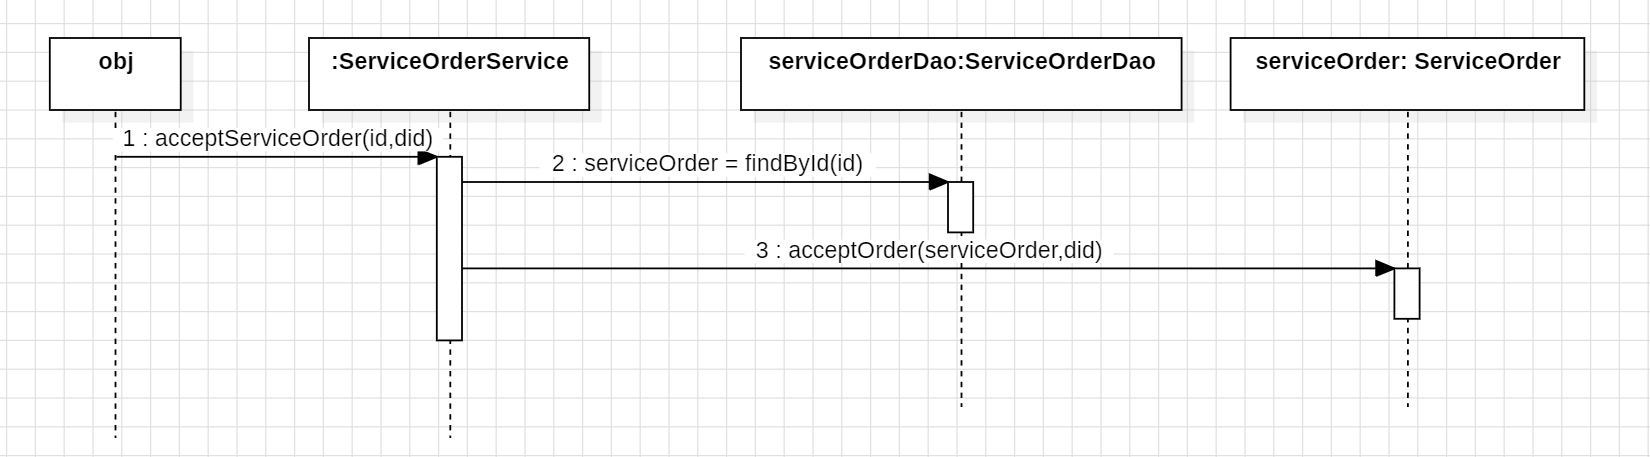 obj
:ServiceOrderService
serviceOrderDao:ServiceOrderDao
serviceOrder: ServiceOrder
1 : acceptServiceOrder(id,did)
2 : serviceOrder = findById(id)
3 : acceptOrder(serviceOrder,did)